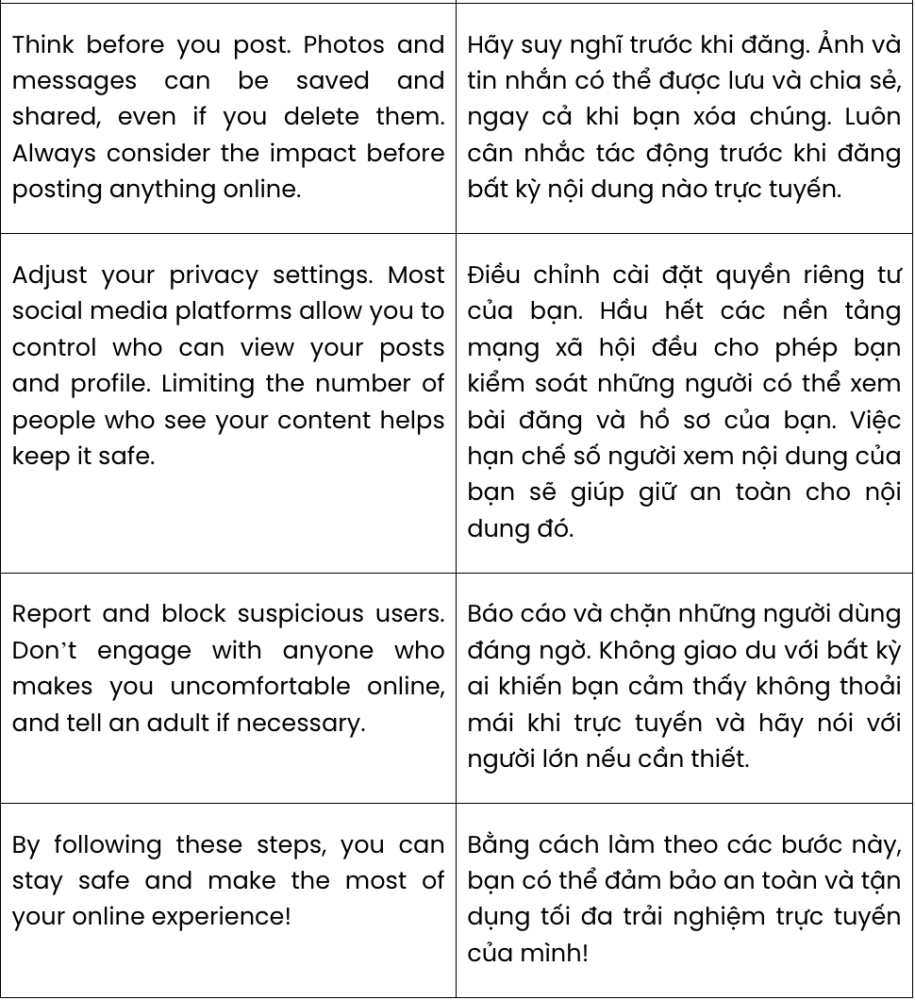 Think before you post. Photos and
messages can be saved and
shared, even if you delete them.
Always consider the impact before
posting anything online.
Hãy suy nghĩ trước khi đăng. Ảnh và
tin nhắn có thể được lưu và chia sẻ,
ngay cả khi bạn xóa chúng. Luôn
cân nhắc tác động trước khi đăng
bất kỳ nội dung nào trực tuyến.
Adjust your privacy settings. Most
social media platforms allow you to
control who can view your posts
and profile. Limiting the number of
people who see your content helps
keep it safe.
Điều chỉnh cài đặt quyền riêng tư
của bạn. Hầu hết các nền tảng
mạng xã hội đều cho phép bạn
kiểm soát những người có thể xem
bài đăng và hồ sơ của bạn. Việc
hạn chế số người xem nội dung của
bạn sẽ giúp giữ an toàn cho nội
dung đó.
Report and block suspicious users.
Don’t engage with anyone who
makes you uncomfortable online,
and tell an adult if necessary.
Báo cáo và chặn những người dùng
đáng ngờ. Không giao du với bất kỳ
ai khiến bạn cảm thấy không thoải
mái khi trực tuyến và hãy nói với
người lớn nếu cần thiết.
By following these steps, you can
stay safe and make the most of
your online experience!
Bằng cách làm theo các bước này,
bạn có thể đảm bảo an toàn và tận
dụng tối đa trải nghiệm trực tuyến
của mình!